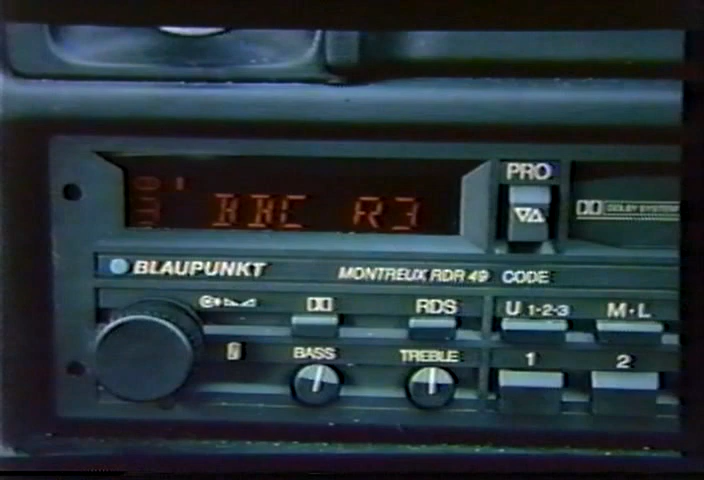 PRO
BBC R3
DOLBY SYSTEM
BLAUPUNKT
MONTREUX RDR 49 CODE
RDS
U 1-2-3
M·L
BASS
TREBLE
1
2